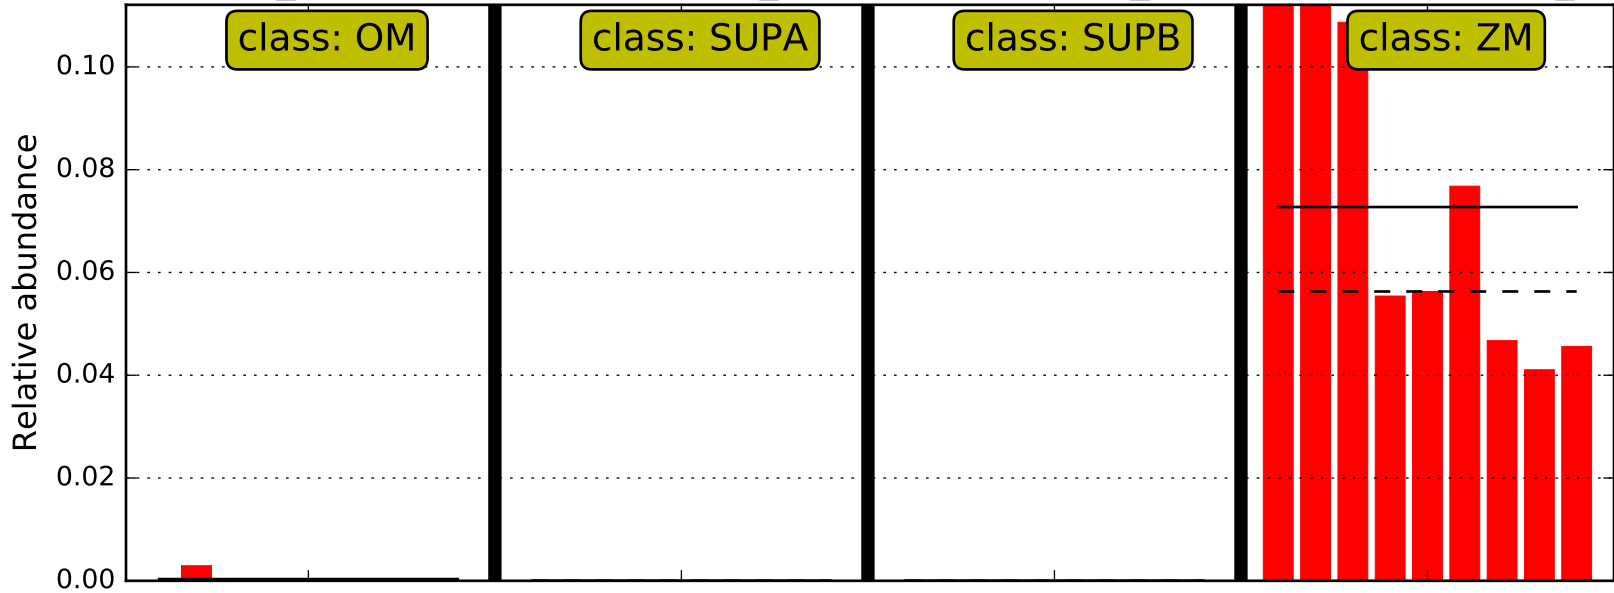 class: OM
class: SUPA
class: SUPB
class: ZM
Relative abundance
0.10
0.08
0.06
0.04
0.02
0.00